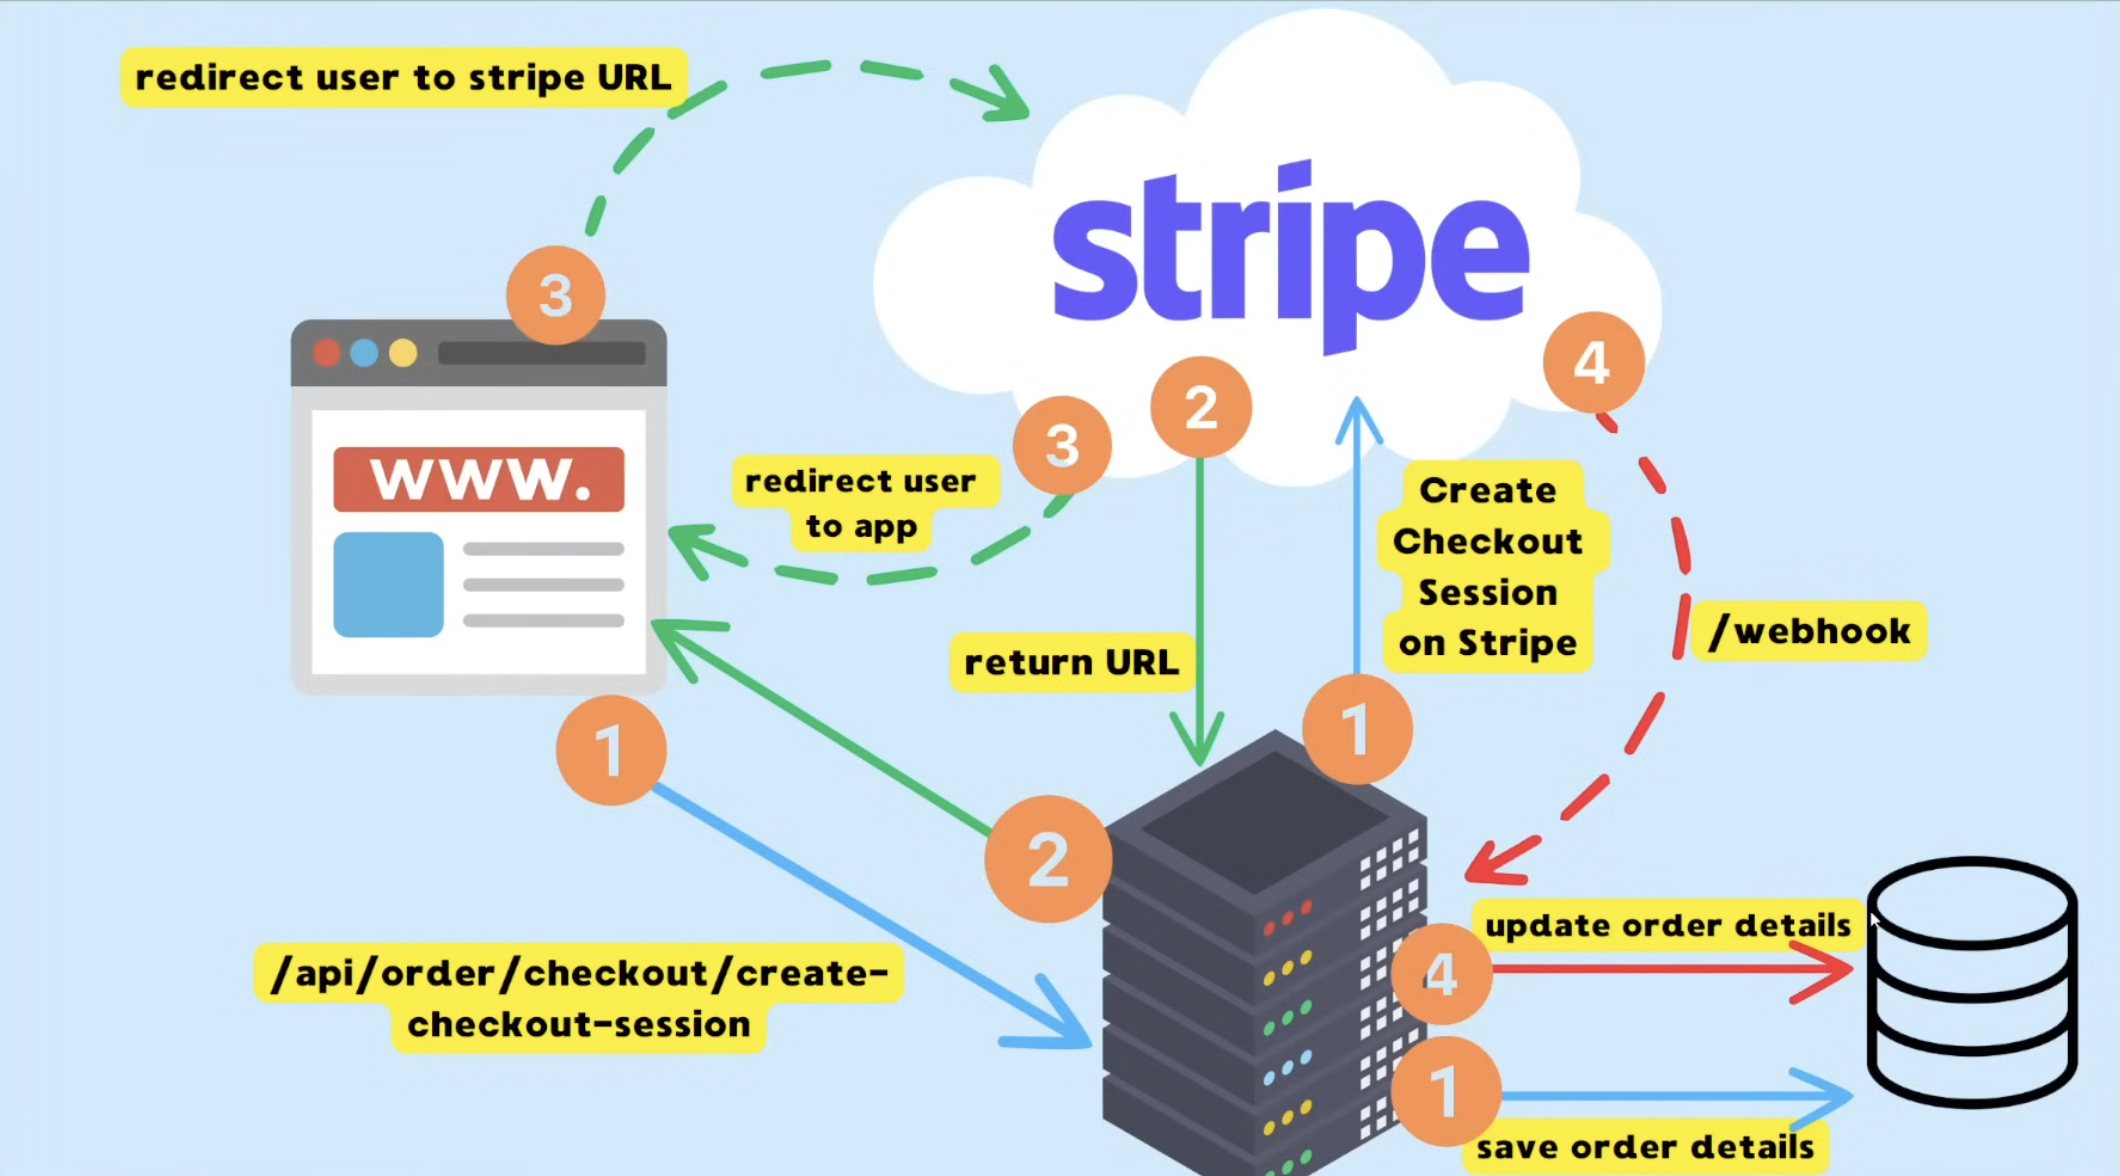 redirect user to stripe URL
stripe
3
4
2
3
www.
redirect user
to app
Create
Checkout
Session
on Stripe
/webhook
return URL
1
1
2
/api/order/checkout/create-
checkout-session
update order details
4
1
save order details